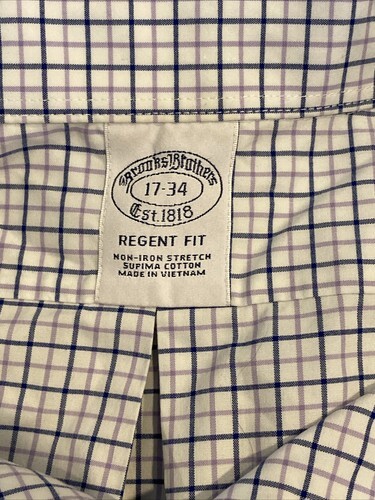 Brooks Brothers
17-34
Est. 1818
REGENT FIT
NON-IRON STRETCH
SUPIMA COTTON
MADE IN VIETNAM